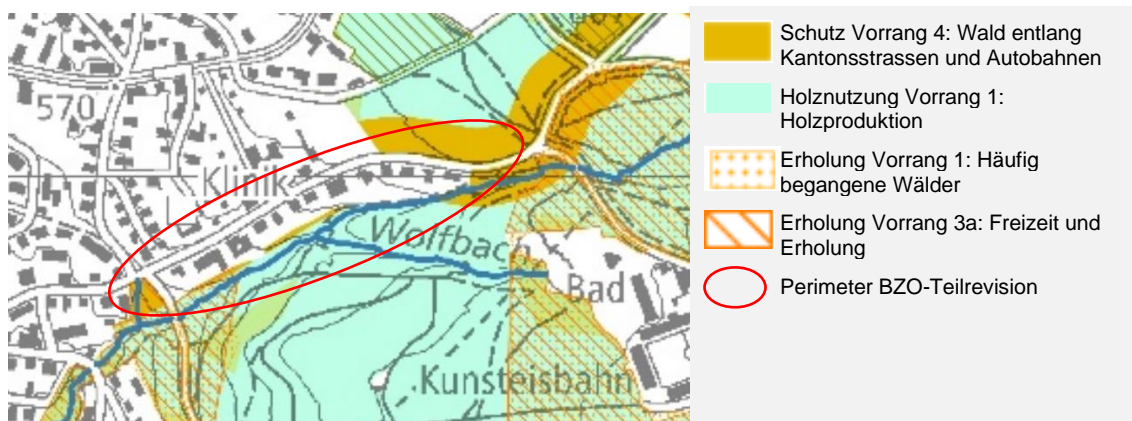 570
Klinik
Wolfbach
Bad
Kunsteisbahn
Schutz Vorrang 4: Wald entlang
Kantonsstrassen und Autobahnen
Holznutzung Vorrang 1:
Holzproduktion
Erholung Vorrang 1: Häufig
begangene Wälder
Erholung Vorrang 3a: Freizeit und
Erholung
Perimeter BZO-Teilrevision